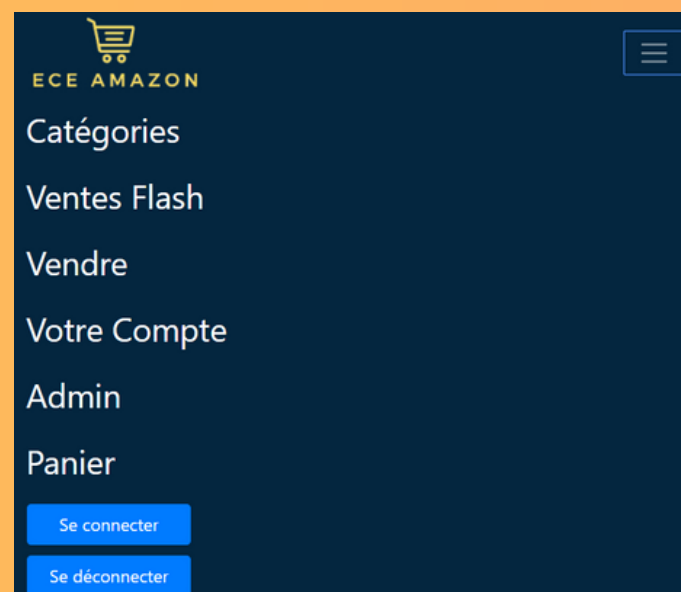 ECE AMAZON
Catégories
Ventes Flash
Vendre
Votre Compte
Admin
Panier
Se connecter
Se déconnecter